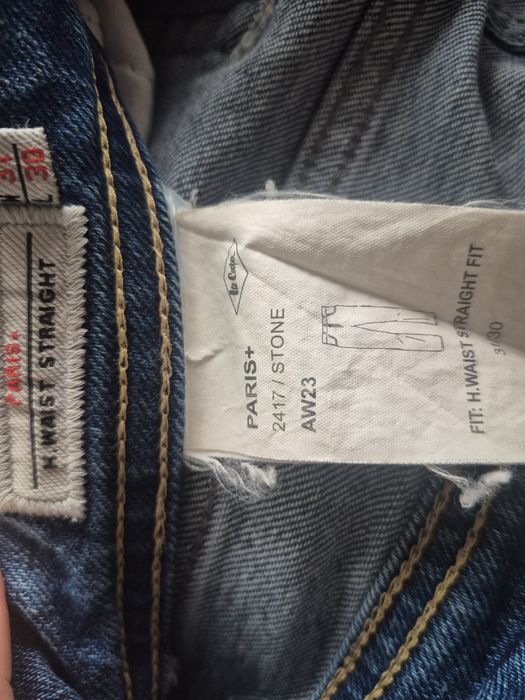 W 31
L 30
PARIS+
H.WAIST STRAIGHT
Lee Cooper
PARIS+
2417 / STONE
AW23
FIT: H.WAIST STRAIGHT FIT
31/30